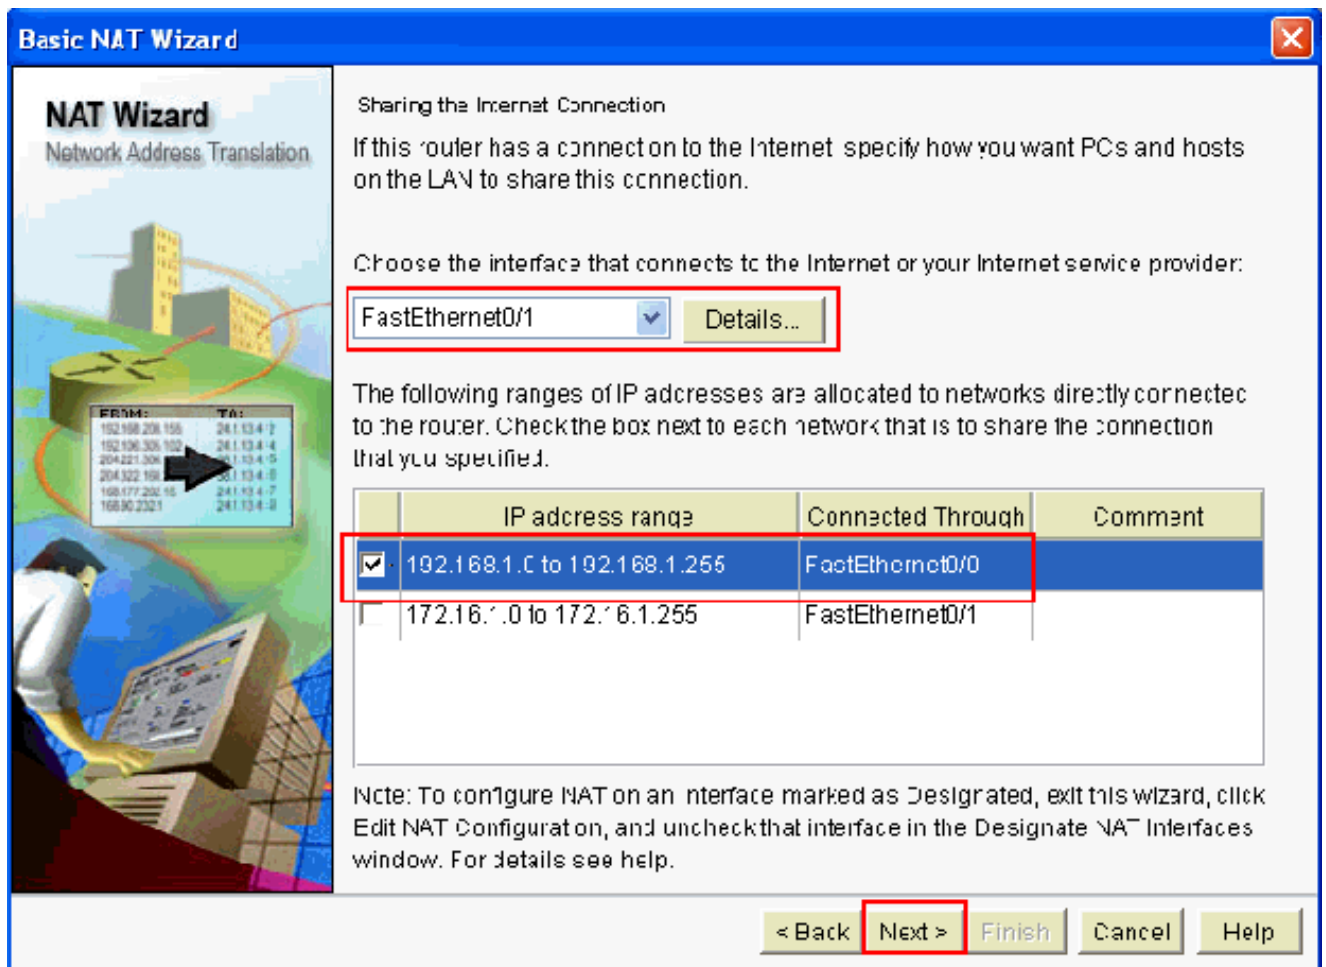 Basic NAT Wizard
NAT Wizard
Network Address Translation
FROM: TO:
Sharing the Internet Connection
If this router has a connection to the Internet, specify how you want PCs and hosts
on the LAN to share this connection.
Choose the interface that connects to the Internet or your Internet service provider:
FastEthernet0/1
Details...
The following ranges of IP addresses are allocated to networks directly connected
to the router. Check the box next to each network that is to share the connection
that you specified.
IP address range Connected Through Comment
192.168.1.0 to 192.168.1.255 FastEthernet0/0
172.16.1.0 to 172.16.1.255 FastEthernet0/1
Note: To configure NAT on an interface marked as Designated, exit this wizard, click
Edit NAT Configuration, and uncheck that interface in the Designate NAT Interfaces
window. For details see help.
< Back Next > Finish Cancel Help